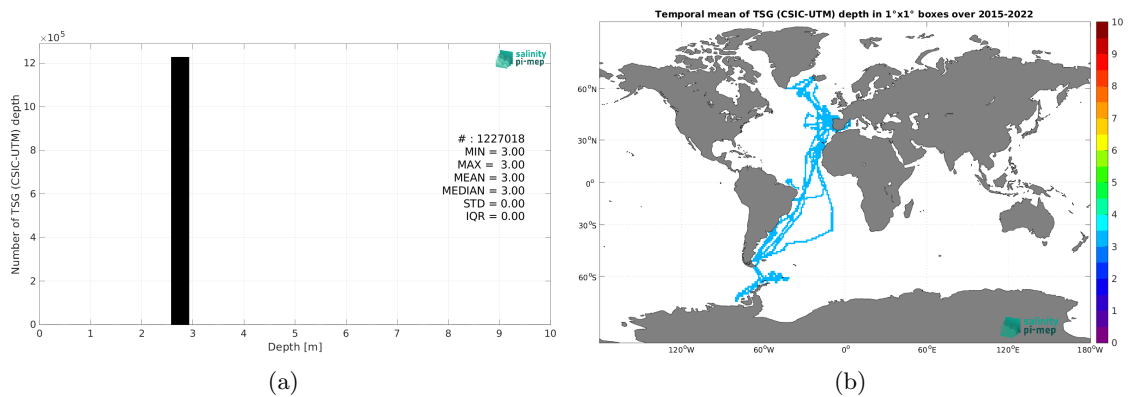 ×10⁵
12
10
8
6
4
2
0
Number of TSG (CSIC-UTM) depth
salinity
pi-mep
# : 1227018
MIN = 3.00
MAX = 3.00
MEAN = 3.00
MEDIAN = 3.00
STD = 0.00
IQR = 0.00
0 1 2 3 4 5 6 7 8 9 10
Depth [m]
(a)
Temporal mean of TSG (CSIC-UTM) depth in 1°x1° boxes over 2015-2022
60°N
30°N
0°
30°S
60°S
120°W 60°W 0° 60°E 120°E 180°W
salinity
pi-mep
10
9
8
7
6
5
4
3
2
1
0
(b)